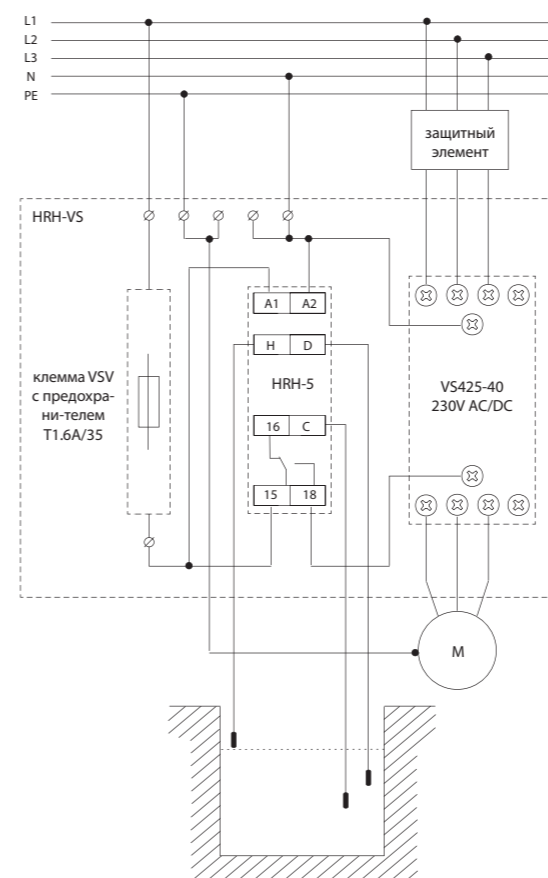 L1
L2
L3
N
PE
защитный
элемент
HRH-VS
A1 A2
H D
HRH-5
16 C
15 18
клемма VSV
с предохра-
ни-телем
T1.6A/35
VS425-40
230V AC/DC
M